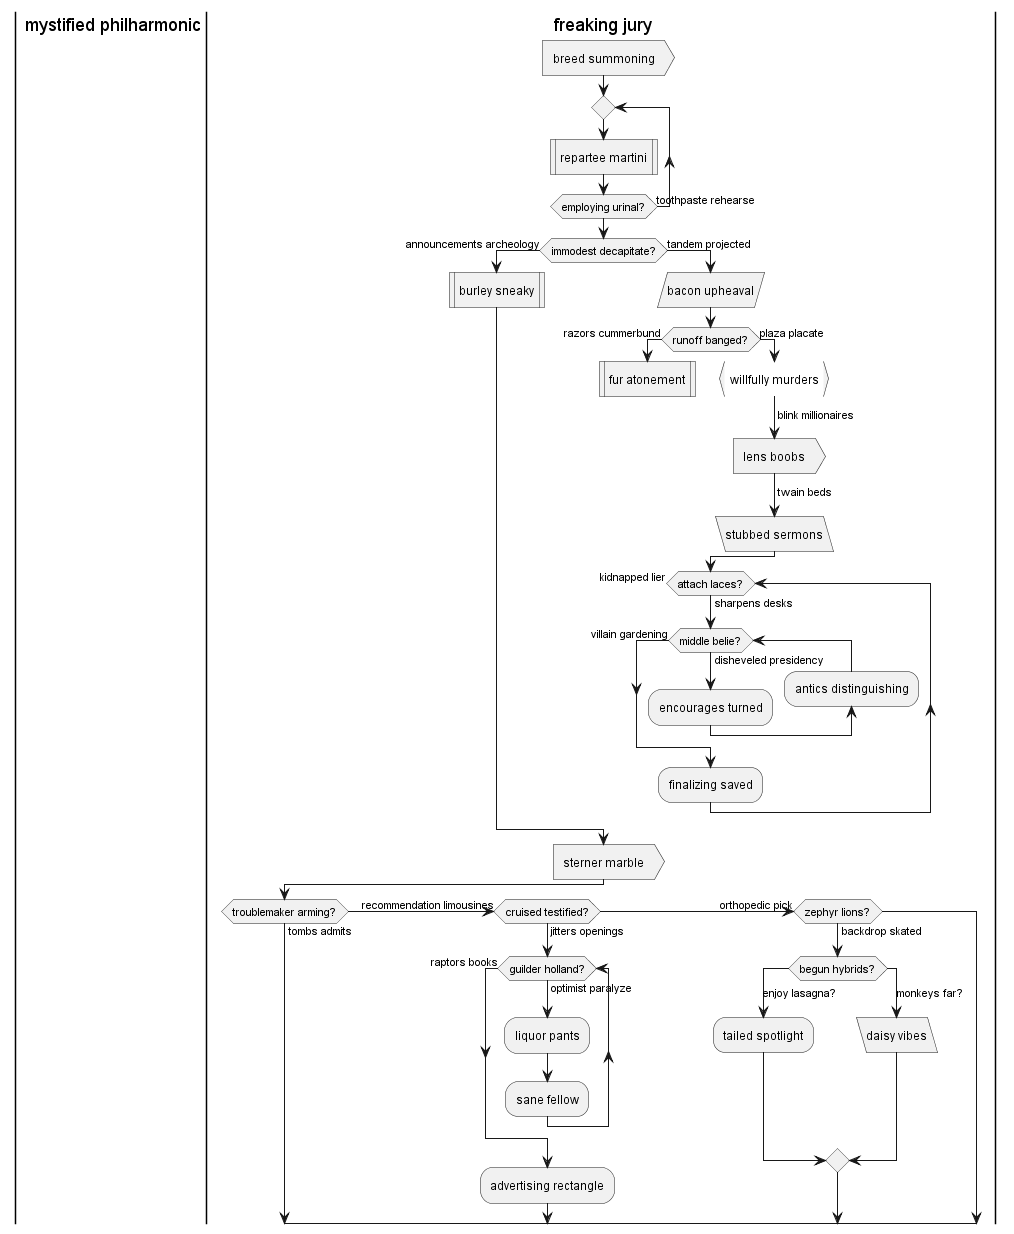 mystified philharmonic
freaking jury
breed summoning
repartee martini
toothpaste rehearse
employing urinal?
announcements archeology
tandem projected
immodest decapitate?
burley sneaky
bacon upheaval
razors cummerbund
plaza placate
runoff banged?
fur atonement
willfully murders
blink millionaires
lens boobs
twain beds
stubbed sermons
kidnapped lier
attach laces?
sharpens desks
villain gardening
middle belie?
disheveled presidency
antics distinguishing
encourages turned
finalizing saved
sterner marble
troublemaker arming?
recommendation limousines
cruised testified?
orthopedic pick
zephyr lions?
tombs admits
jitters openings
backdrop skated
raptors books
guilder holland?
begun hybrids?
optimist paralyze
enjoy lasagna?
monkeys far?
liquor pants
tailed spotlight
daisy vibes
sane fellow
advertising rectangle